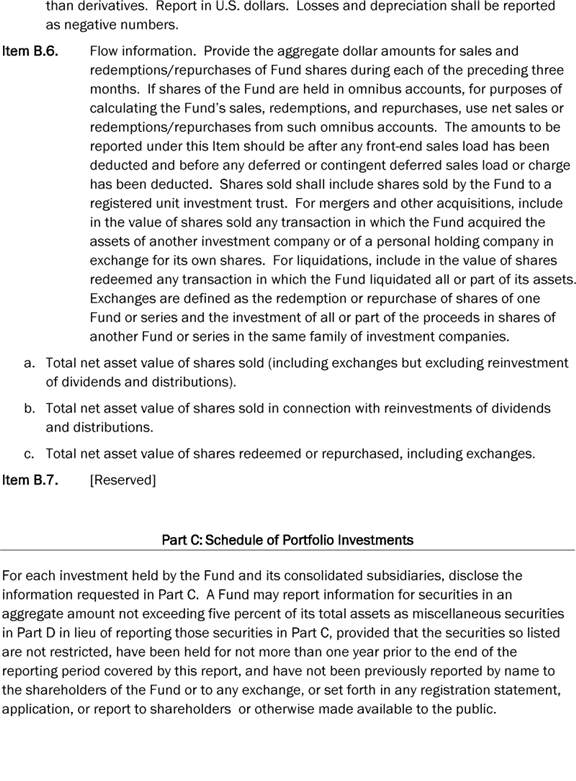 than derivatives. Report in U.S. dollars. Losses and depreciation shall be reported
as negative numbers.
Item B.6. Flow information. Provide the aggregate dollar amounts for sales and
redemptions/repurchases of Fund shares during each of the preceding three
months. If shares of the Fund are held in omnibus accounts, for purposes of
calculating the Fund's sales, redemptions, and repurchases, use net sales or
redemptions/repurchases from such omnibus accounts. The amounts to be
reported under this Item should be after any front-end sales load has been
deducted and before any deferred or contingent deferred sales load or charge
has been deducted. Shares sold shall include shares sold by the Fund to a
registered unit investment trust. For mergers and other acquisitions, include
in the value of shares sold any transaction in which the Fund acquired the
assets of another investment company or of a personal holding company in
exchange for its own shares. For liquidations, include in the value of shares
redeemed any transaction in which the Fund liquidated all or part of its assets.
Exchanges are defined as the redemption or repurchase of shares of one
Fund or series and the investment of all or part of the proceeds in shares of
another Fund or series in the same family of investment companies.
a. Total net asset value of shares sold (including exchanges but excluding reinvestment
of dividends and distributions).
b. Total net asset value of shares sold in connection with reinvestments of dividends
and distributions.
c. Total net asset value of shares redeemed or repurchased, including exchanges.
Item B.7. [Reserved]
Part C: Schedule of Portfolio Investments
For each investment held by the Fund and its consolidated subsidiaries, disclose the
information requested in Part C. A Fund may report information for securities in an
aggregate amount not exceeding five percent of its total assets as miscellaneous securities
in Part D in lieu of reporting those securities in Part C, provided that the securities so listed
are not restricted, have been held for not more than one year prior to the end of the
reporting period covered by this report, and have not been previously reported by name to
the shareholders of the Fund or to any exchange, or set forth in any registration statement,
application, or report to shareholders or otherwise made available to the public.